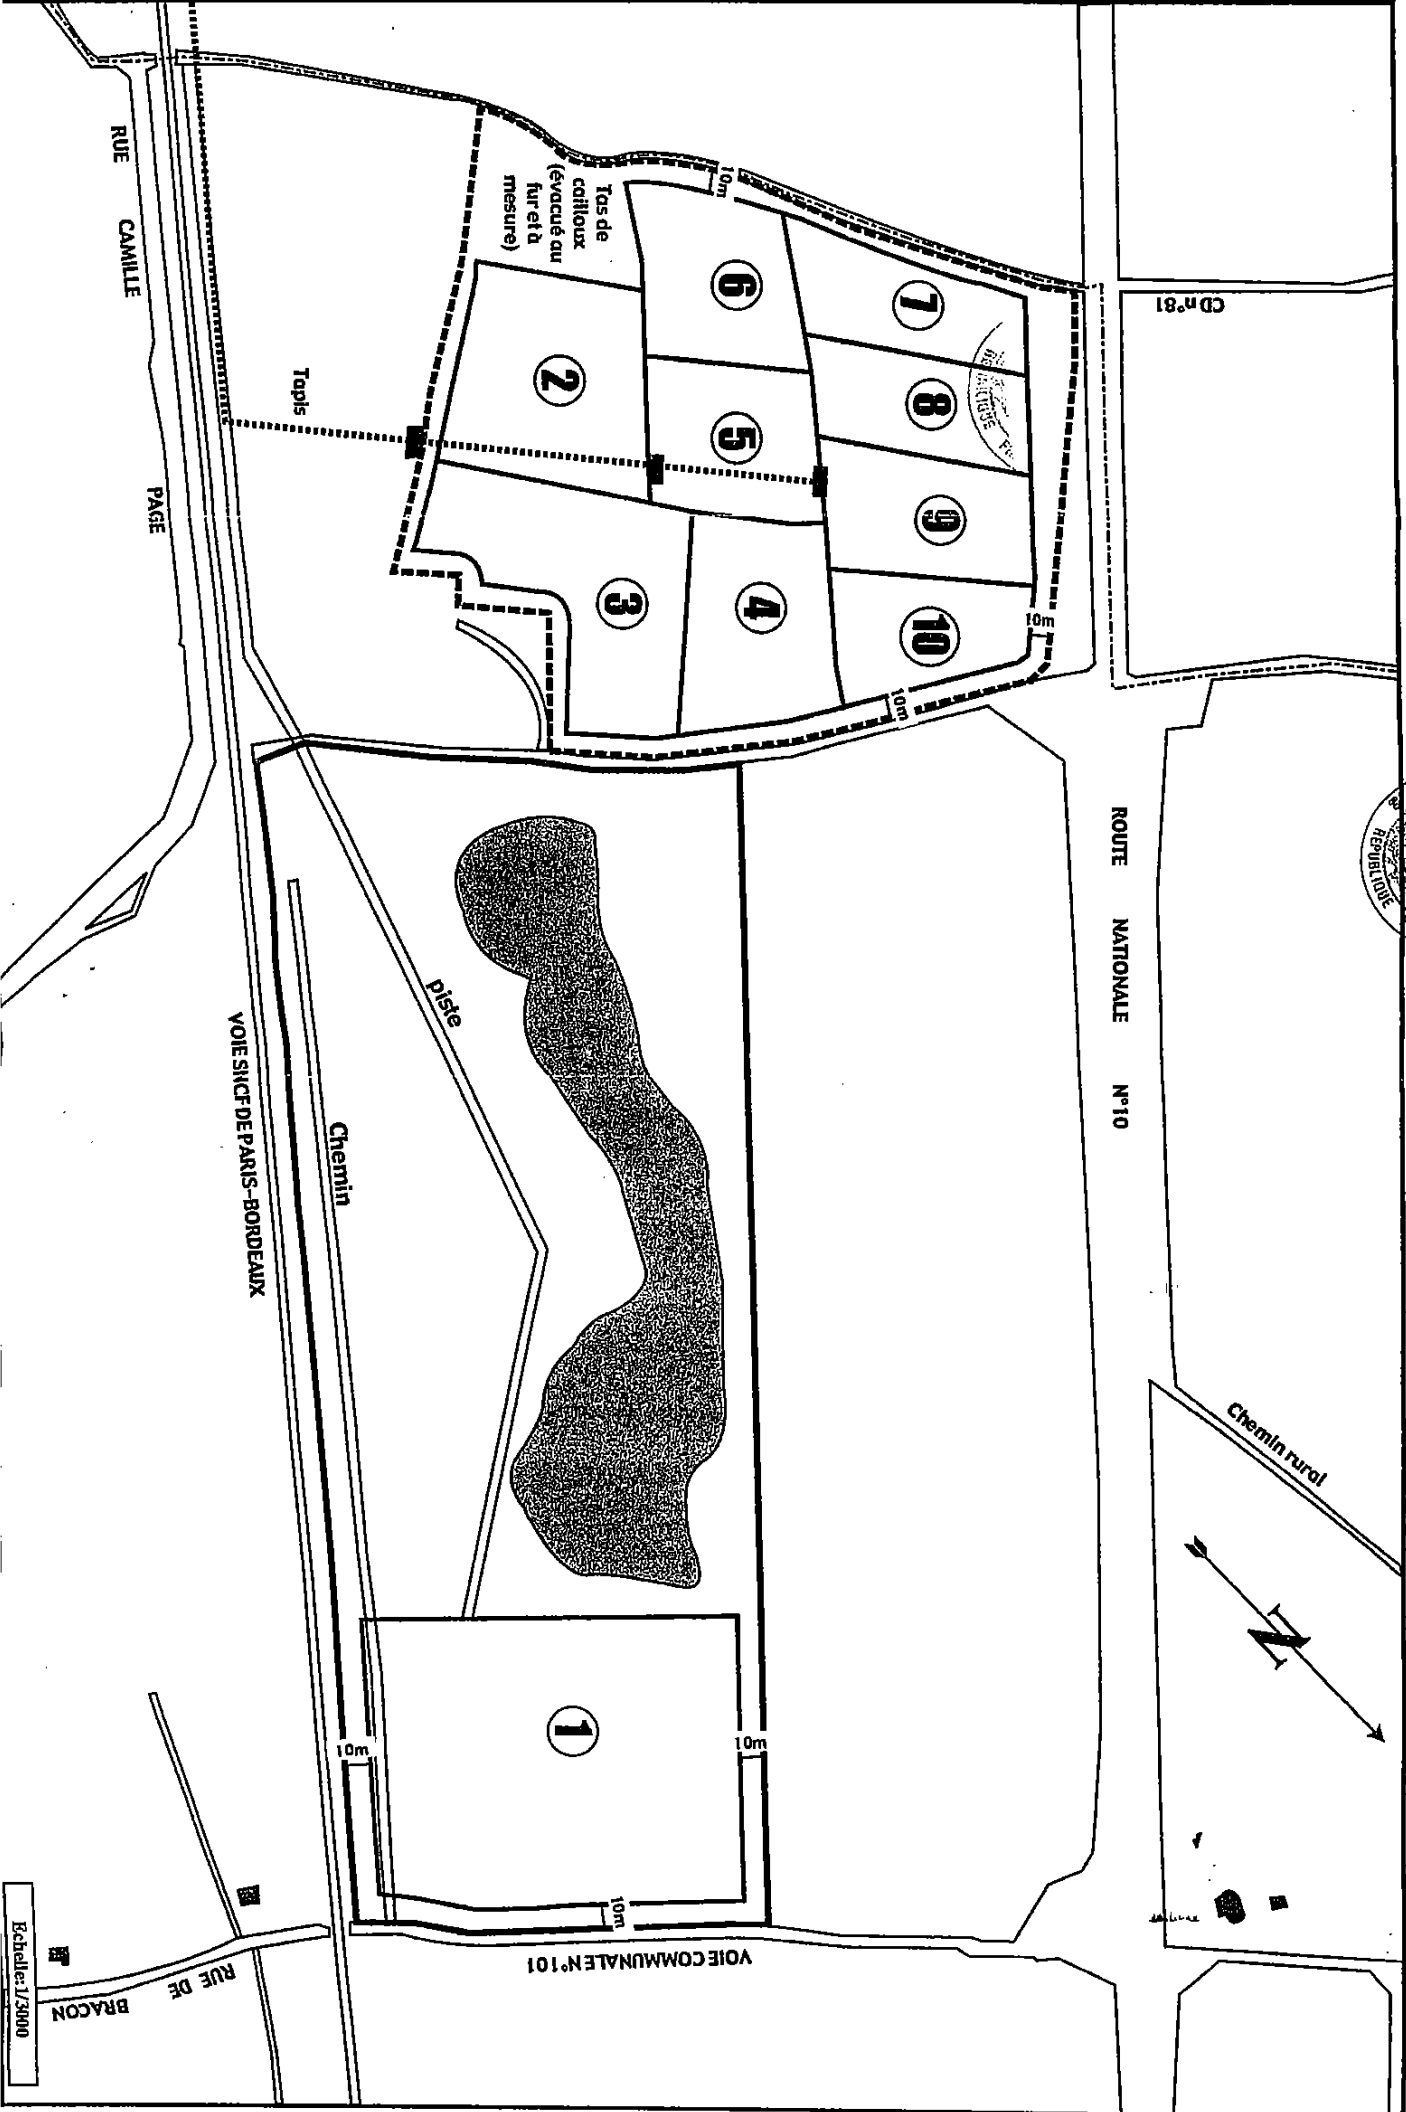 CD n°81
10m
Tas de
cailloux
(évacué au
fur et à
mesure)
7
6
8
2
5
9
3
4
10
10m
10m
Tapis
RUE CAMILLE PAGE
ROUTE NATIONALE N°10
REPUBLIQUE
REPUBLIQUE
piste
Chemin
VOIE SNCF DE PARIS-BORDEAUX
Chemin rural
N
1
10m
10m
10m
VOIE COMMUNALE N°101
RUE DE BRACON
Echelle: 1/3000